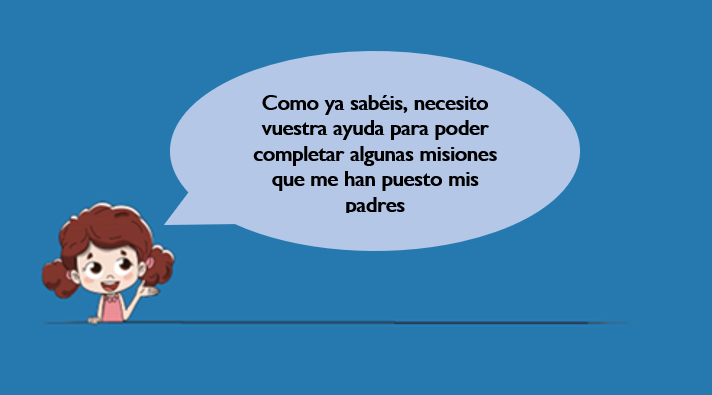 Como ya sabéis, necesito
vuestra ayuda para poder
completar algunas misiones
que me han puesto mis
padres